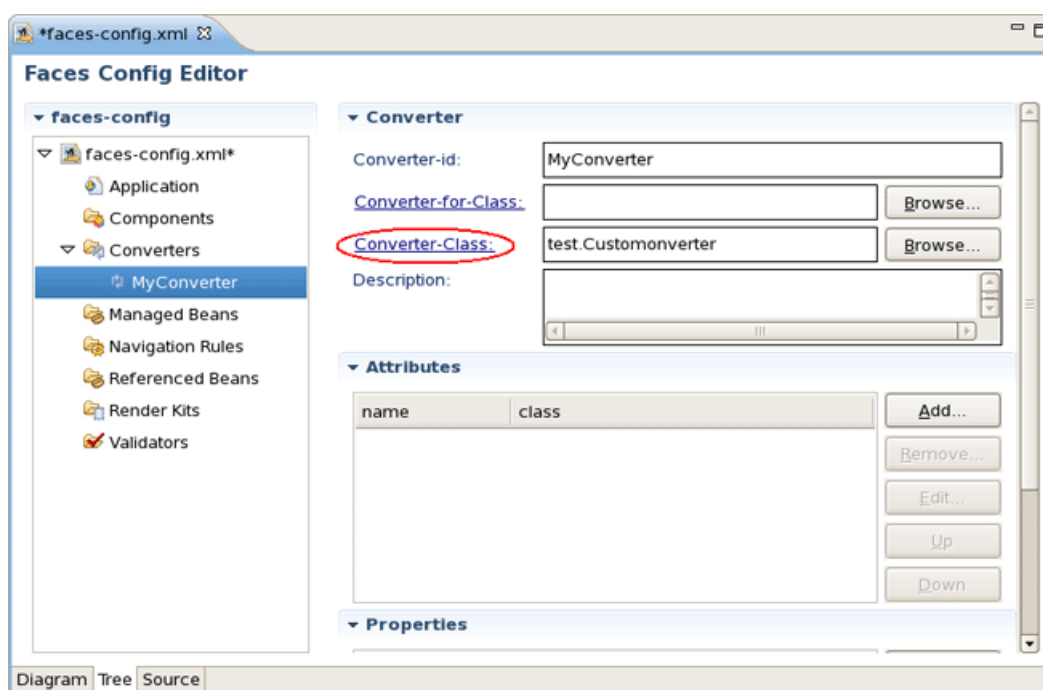 *faces-config.xml
Faces Config Editor
faces-config
faces-config.xml*
Application
Components
Converters
MyConverter
Managed Beans
Navigation Rules
Referenced Beans
Render Kits
Validators
Converter
Converter-id: MyConverter
Converter-for-Class: Browse...
Converter-Class: test.Customonverter Browse...
Description:
Attributes
name class Add...
Remove...
Edit...
Up
Down
Properties
Diagram Tree Source